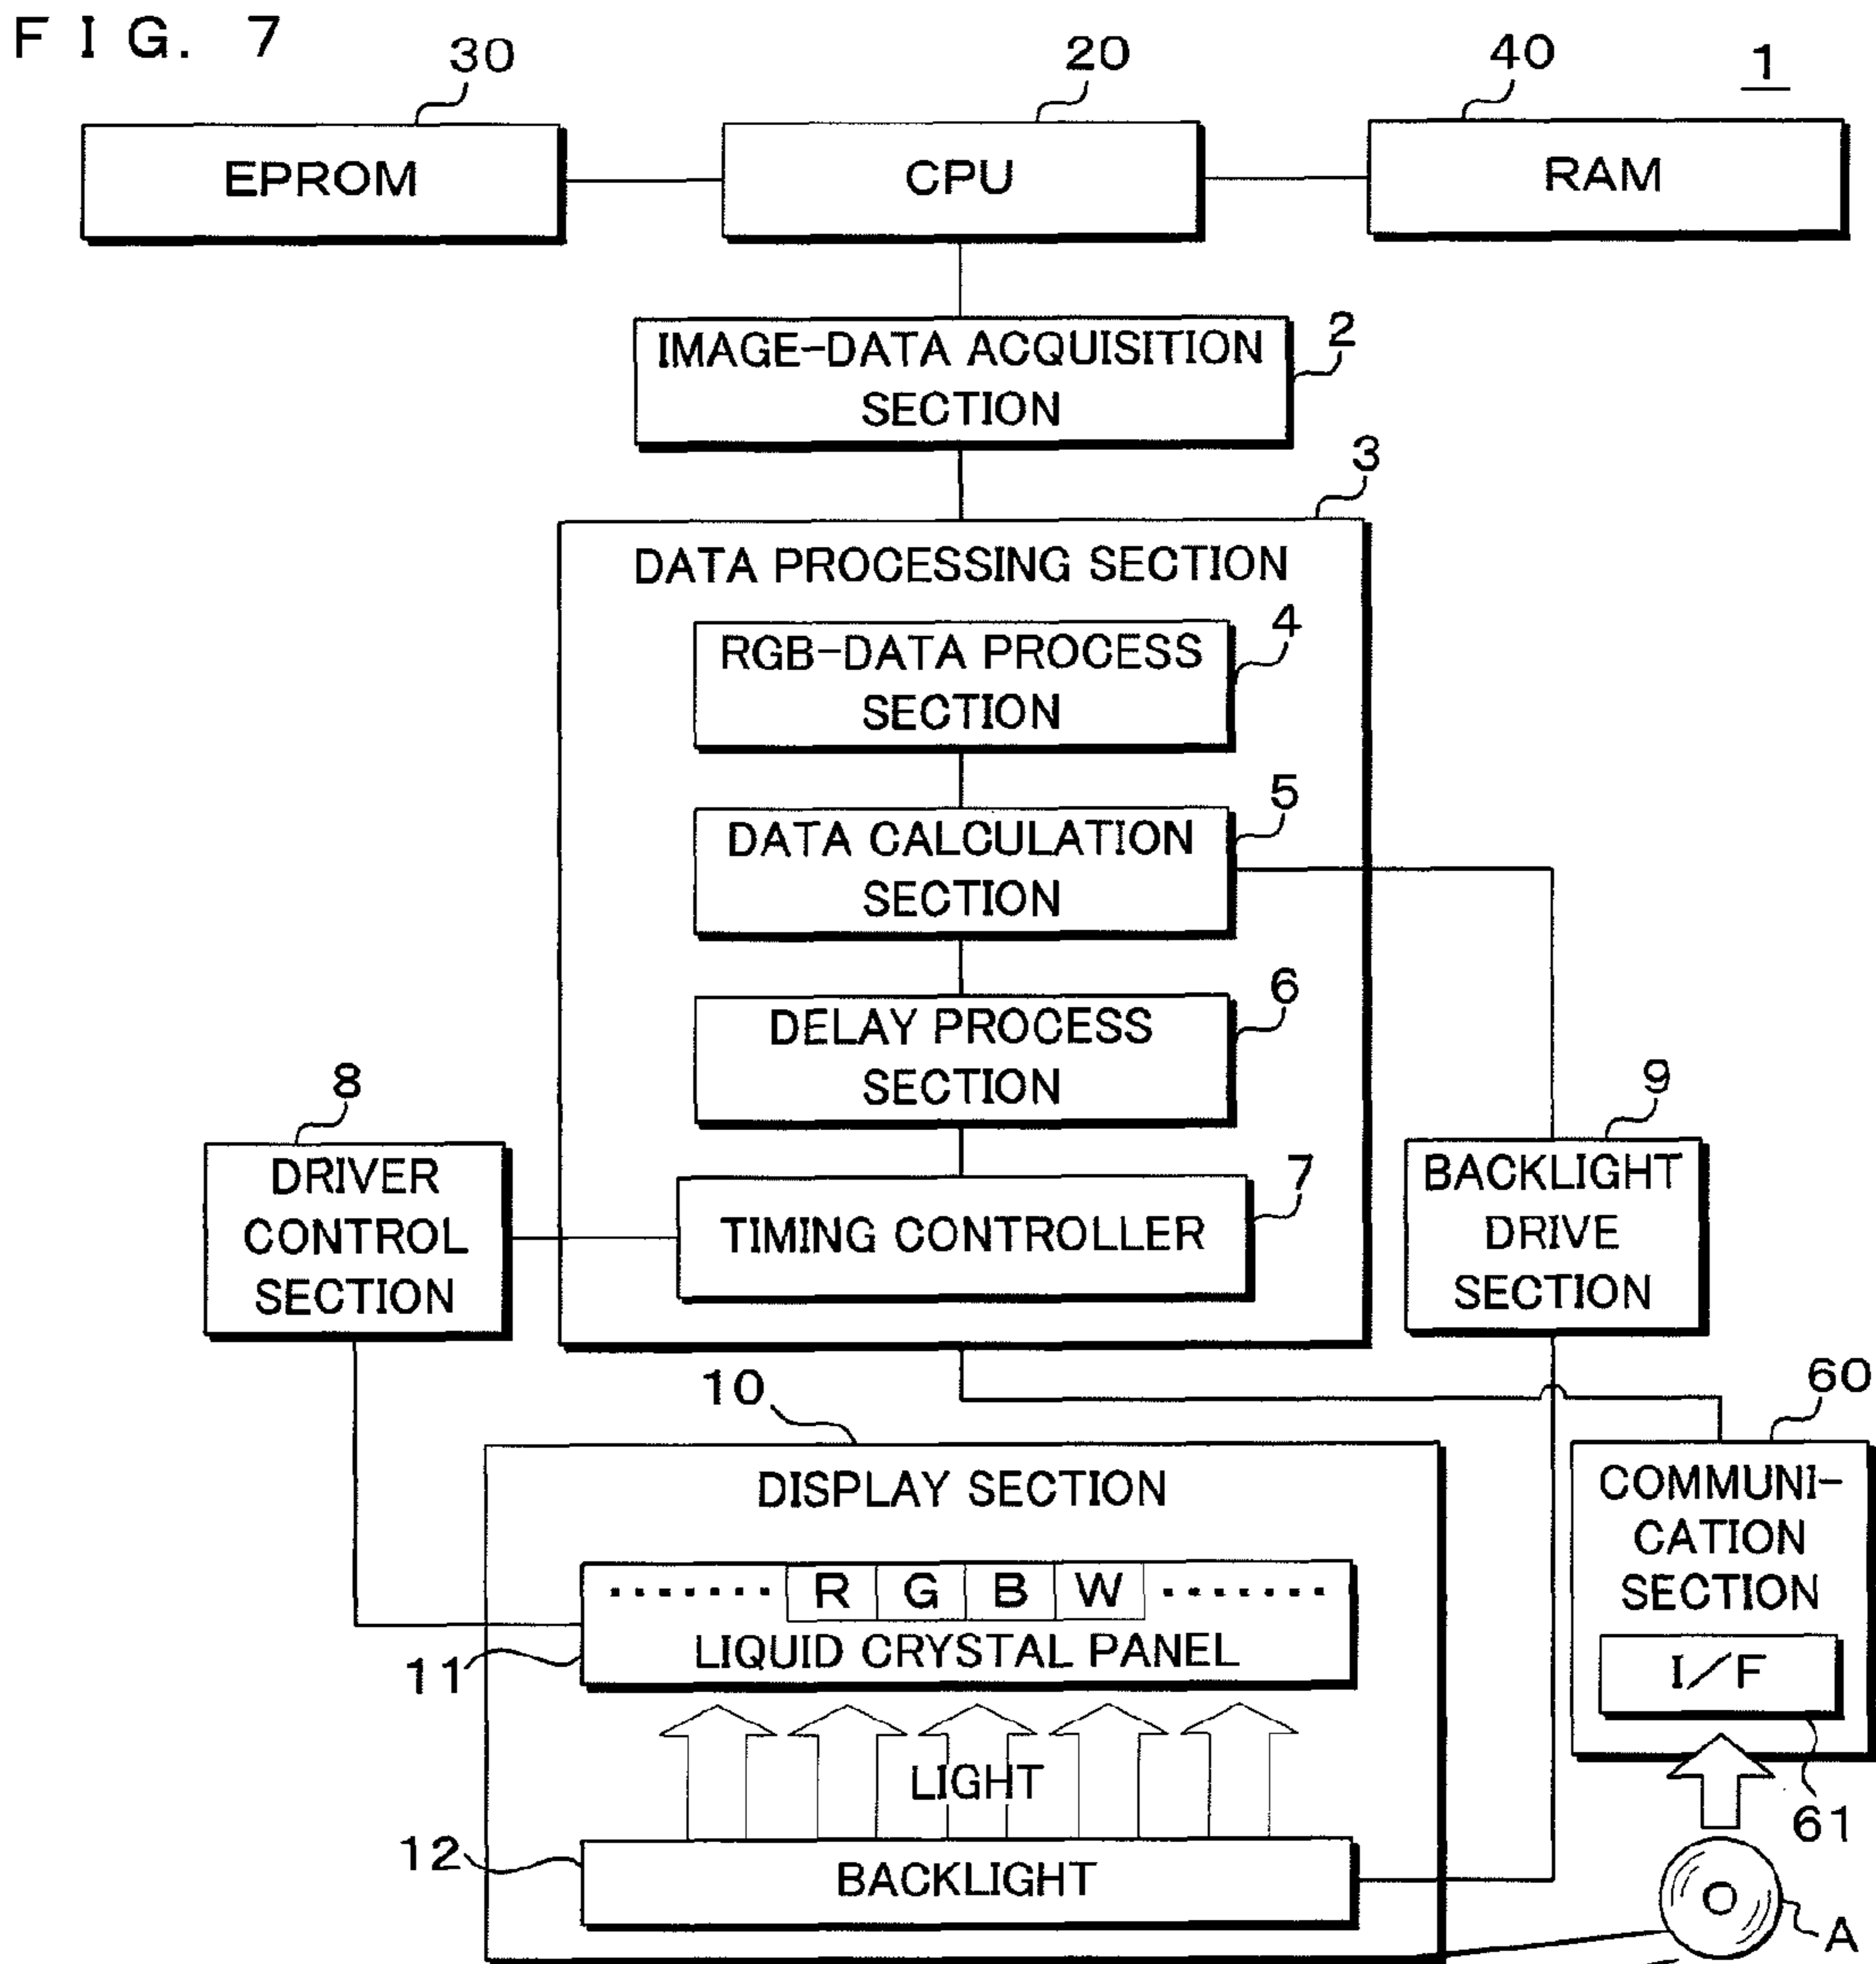 FIG. 7
30
20
40
1
EPROM
CPU
RAM
2
IMAGE-DATA ACQUISITION
SECTION
3
DATA PROCESSING SECTION
4
RGB-DATA PROCESS
SECTION
5
DATA CALCULATION
SECTION
6
DELAY PROCESS
SECTION
8
9
DRIVER
CONTROL
SECTION
7
TIMING CONTROLLER
BACKLIGHT
DRIVE
SECTION
10
60
DISPLAY SECTION
COMMUNI-
CATION
SECTION
R G B W
LIQUID CRYSTAL PANEL
11
I/F
61
LIGHT
12
BACKLIGHT
A